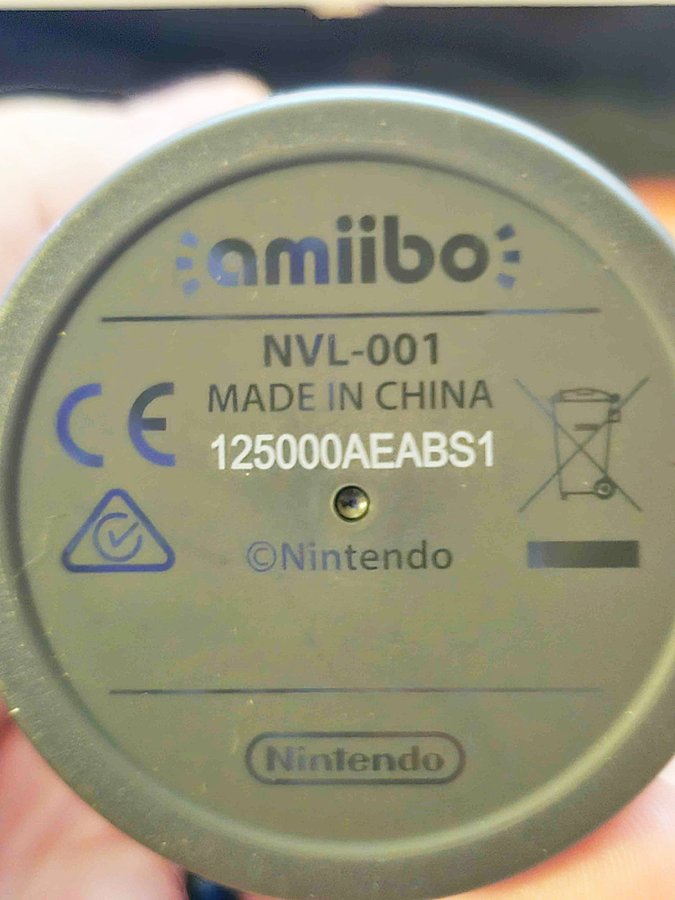 amiibo
NVL-001
MADE IN CHINA
CE
125000AEABS1
©Nintendo
Nintendo